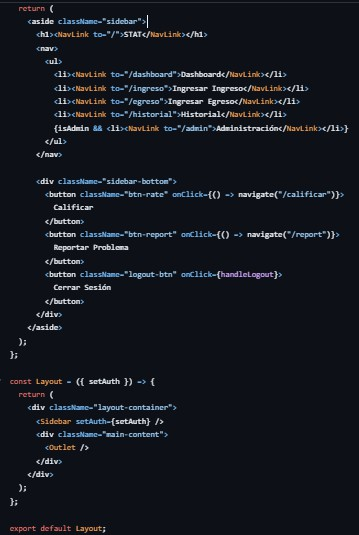 return (
<aside className="sidebar">
<h1><NavLink to="/">STAT</NavLink></h1>
<nav>
<ul>
<li><NavLink to="/dashboard">Dashboard</NavLink></li>
<li><NavLink to="/ingreso">Ingresar Ingreso</NavLink></li>
<li><NavLink to="/egreso">Ingresar Egreso</NavLink></li>
<li><NavLink to="/historial">Historial</NavLink></li>
{isAdmin && <li><NavLink to="/admin">Administración</NavLink></li>}
</ul>
</nav>
<div className="sidebar-bottom">
<button className="btn-rate" onClick={() => navigate("/calificar")}>
Calificar
</button>
<button className="btn-report" onClick={() => navigate("/report")}>
Reportar Problema
</button>
<button className="logout-btn" onClick={handleLogout}>
Cerrar Sesión
</button>
</div>
</aside>
);
};
const Layout = ({ setAuth }) => {
return (
<div className="layout-container">
<Sidebar setAuth={setAuth} />
<div className="main-content">
<Outlet />
</div>
</div>
);
};
export default Layout;